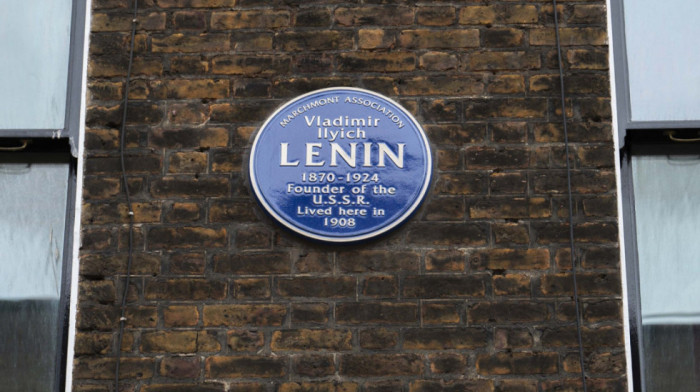 MARCHMONT ASSOCIATION
Vladimir
Ilyich
LENIN
1870-1924
Founder of the
U.S.S.R.
Lived here in
1908